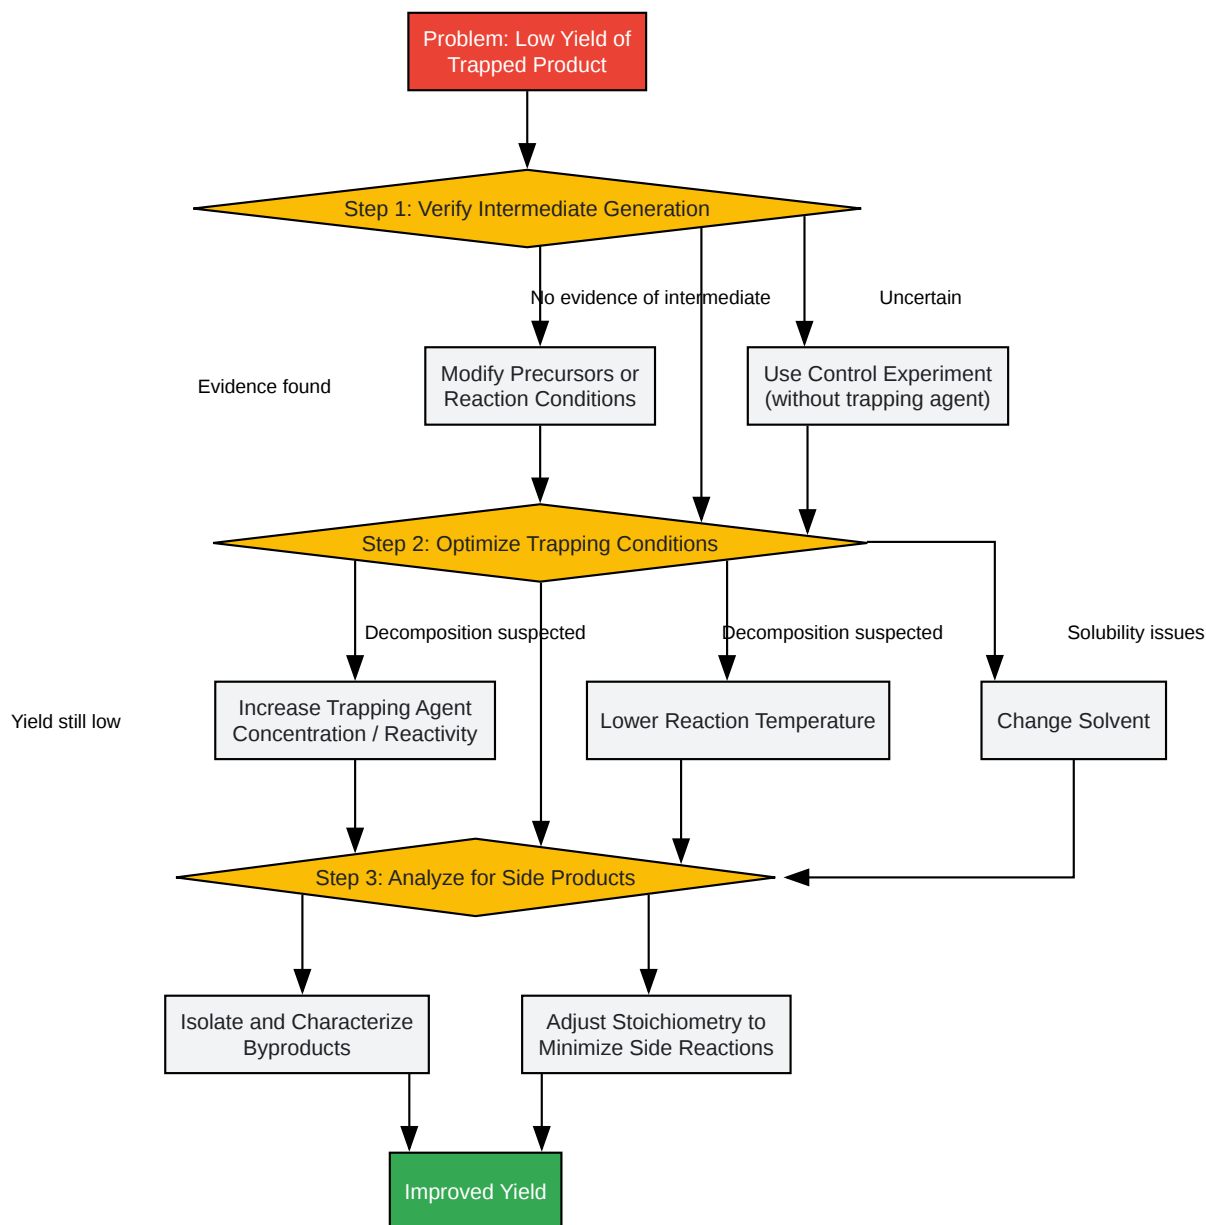 Problem: Low Yield of
Trapped Product
Step 1: Verify Intermediate Generation
No evidence of intermediate
Uncertain
Evidence found
Modify Precursors or
Reaction Conditions
Use Control Experiment
(without trapping agent)
Step 2: Optimize Trapping Conditions
Decomposition suspected
Decomposition suspected
Solubility issues
Yield still low
Increase Trapping Agent
Concentration / Reactivity
Lower Reaction Temperature
Change Solvent
Step 3: Analyze for Side Products
Isolate and Characterize
Byproducts
Adjust Stoichiometry to
Minimize Side Reactions
Improved Yield